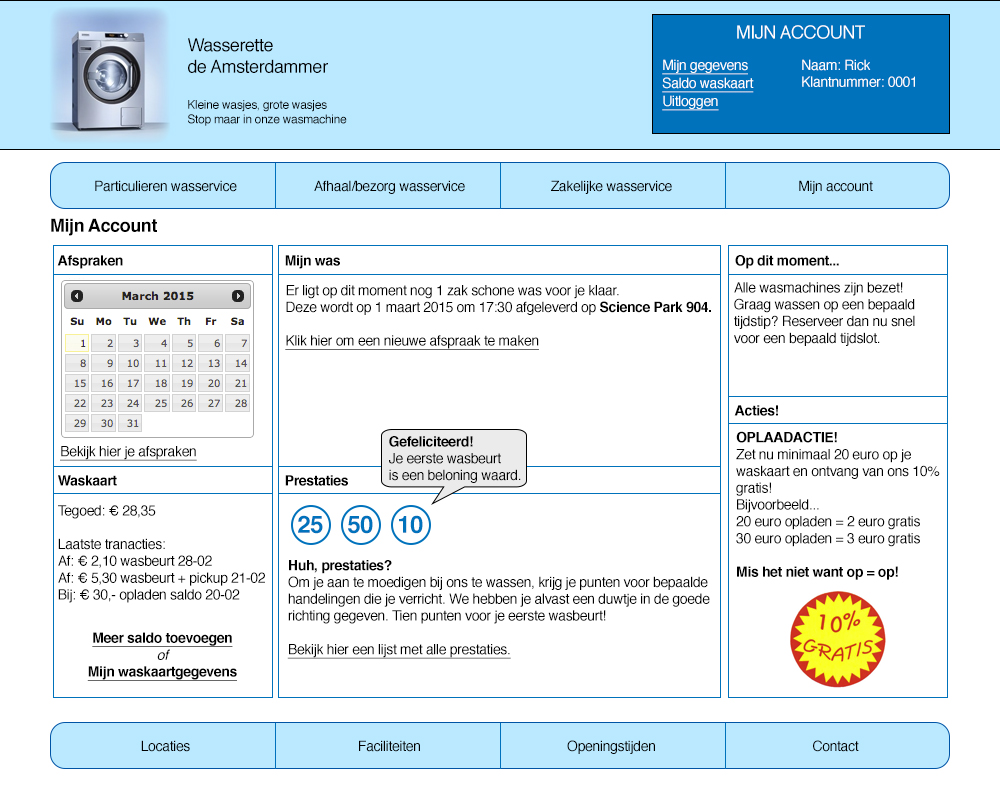 Wasserette
de Amsterdammer
Kleine wasjes, grote wasjes
Stop maar in onze wasmachine
MIJN ACCOUNT
Mijn gegevens
Saldo waskaart
Uitloggen
Naam: Rick
Klantnummer: 0001
Particulieren wasservice
Afhaal/bezorg wasservice
Zakelijke wasservice
Mijn account
Mijn Account
Afspraken
March 2015
Su Mo Tu We Th Fr Sa
1 2 3 4 5 6 7
8 9 10 11 12 13 14
15 16 17 18 19 20 21
22 23 24 25 26 27 28
29 30 31
Bekijk hier je afspraken
Waskaart
Tegoed: € 28,35
Laatste tranacties:
Af: € 2,10 wasbeurt 28-02
Af: € 5,30 wasbeurt + pickup 21-02
Bij: € 30,- opladen saldo 20-02
Meer saldo toevoegen
of
Mijn waskaartgegevens
Mijn was
Er ligt op dit moment nog 1 zak schone was voor je klaar.
Deze wordt op 1 maart 2015 om 17:30 afgeleverd op Science Park 904.
Klik hier om een nieuwe afspraak te maken
Gefeliciteerd!
Je eerste wasbeurt
is een beloning waard.
Prestaties
25 50 10
Huh, prestaties?
Om je aan te moedigen bij ons te wassen, krijg je punten voor bepaalde
handelingen die je verricht. We hebben je alvast een duwtje in de goede
richting gegeven. Tien punten voor je eerste wasbeurt!
Bekijk hier een lijst met alle prestaties.
Op dit moment...
Alle wasmachines zijn bezet!
Graag wassen op een bepaald
tijdstip? Reserveer dan nu snel
voor een bepaald tijdslot.
Acties!
OPLAADACTIE!
Zet nu minimaal 20 euro op je
waskaart en ontvang van ons 10%
gratis!
Bijvoorbeeld...
20 euro opladen = 2 euro gratis
30 euro opladen = 3 euro gratis
Mis het niet want op = op!
10%
GRATIS
Locaties
Faciliteiten
Openingstijden
Contact